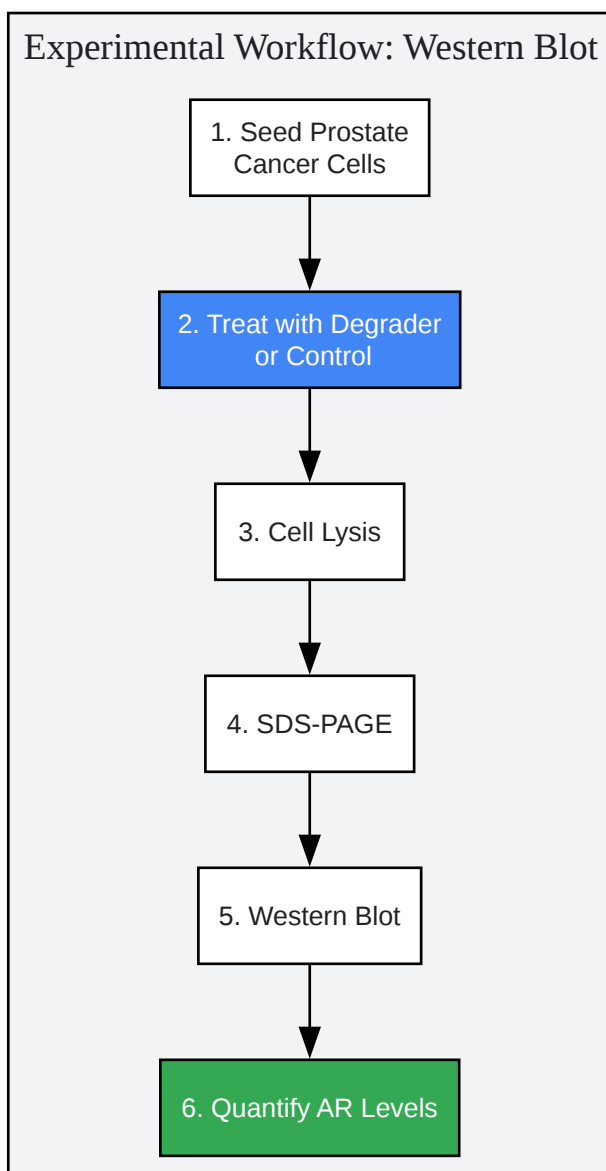 Experimental Workflow: Western Blot
1. Seed Prostate
Cancer Cells
2. Treat with Degrader
or Control
3. Cell Lysis
4. SDS-PAGE
5. Western Blot
6. Quantify AR Levels